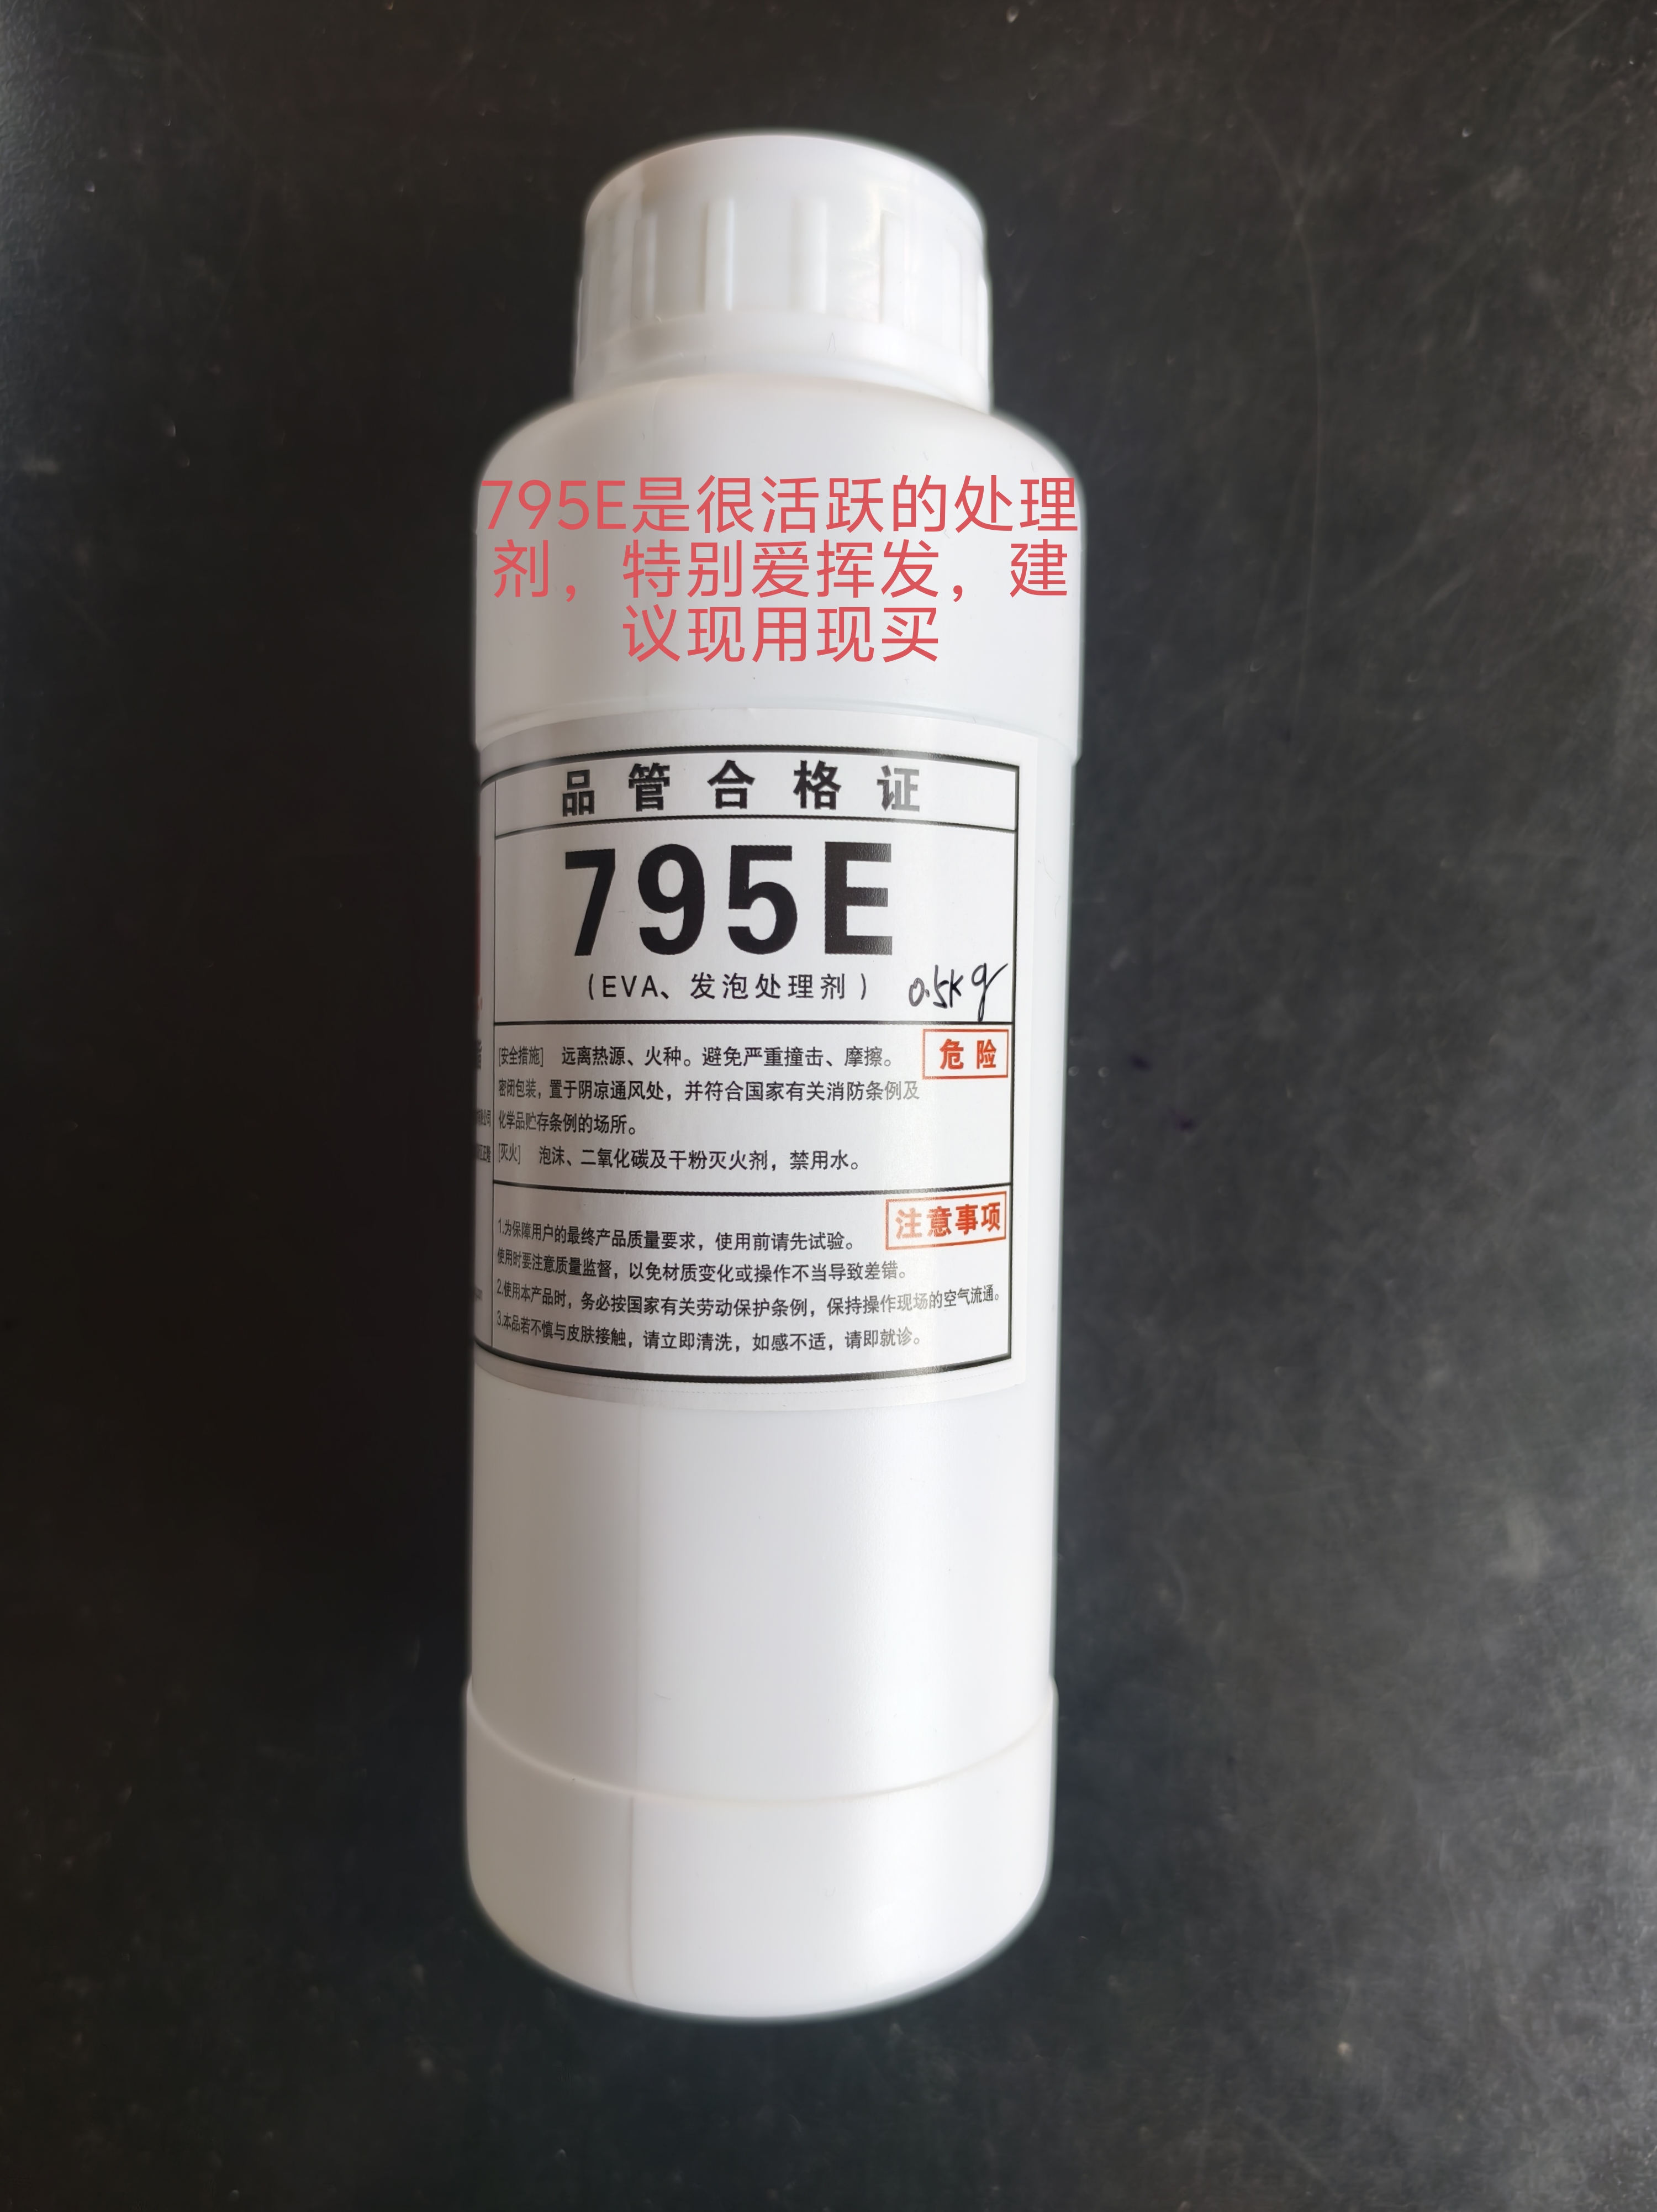 795E是很活跃的处理
剂，特别爱挥发，建
议现用现买
品管合格证
795E
（EVA、发泡处理剂）
0.5kg
危险
[安全措施] 远离热源、火种。避免严重撞击、摩擦。
密闭包装，置于阴凉通风处，并符合国家有关消防条例及
化学品贮存条例的场所。
[灭火] 泡沫、二氧化碳及干粉灭火剂，禁用水。
注意事项
1.为保障用户的最终产品质量要求，使用前请先试验。
使用时要注意质量监督，以免材质变化或操作不当导致差错。
2.使用本产品时，务必按国家有关劳动保护条例，保持操作现场的空气流通。
3.本品若不慎与皮肤接触，请立即清洗，如感不适，请即就诊。